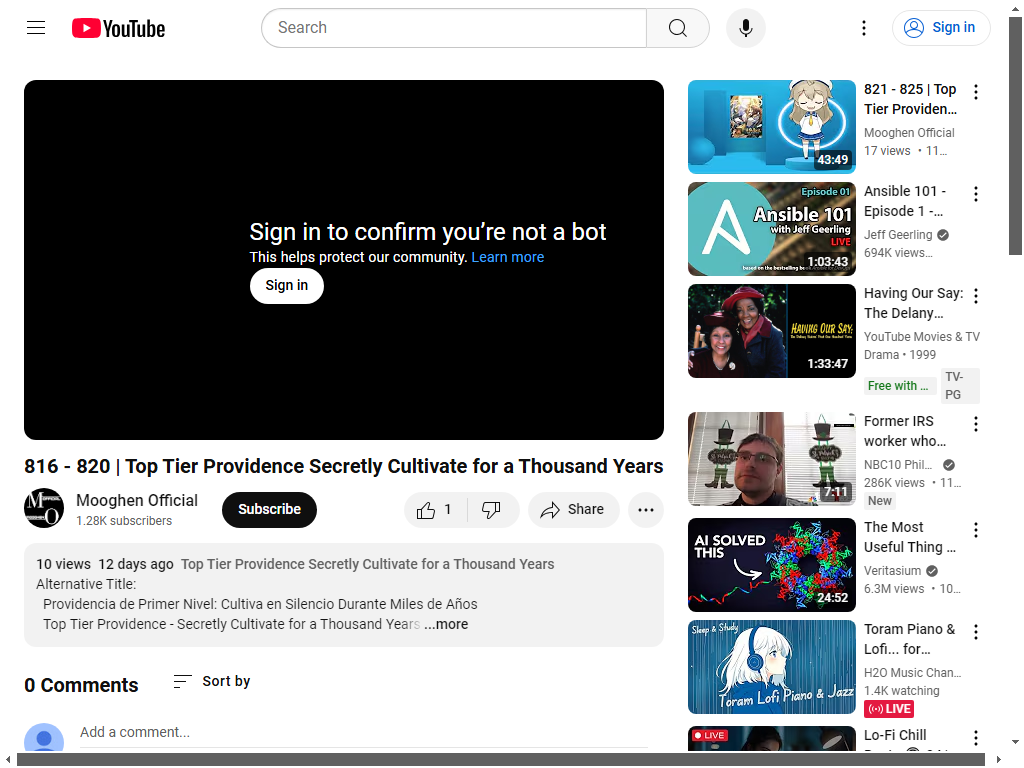 YouTube
Search
Sign in
Sign in to confirm you’re not a bot
This helps protect our community. Learn more
Sign in
816 - 820 | Top Tier Providence Secretly Cultivate for a Thousand Years
Mooghen Official
1.28K subscribers
Subscribe
1
Share
10 views 12 days ago Top Tier Providence Secretly Cultivate for a Thousand Years
Alternative Title:
Providencia de Primer Nivel: Cultiva en Silencio Durante Miles de Años
Top Tier Providence - Secretly Cultivate for a Thousand Years ...more
0 Comments
Sort by
Add a comment...
43:49
821 - 825 | Top
Tier Providen...
Mooghen Official
17 views • 11...
Episode 01
Ansible 101
with Jeff Geerling
LIVE
1:03:43
Ansible 101 -
Episode 1 -...
Jeff Geerling
694K views...
HAVING OUR SAY:
1:33:47
Having Our Say:
The Delany...
YouTube Movies & TV
Drama • 1999
Free with ...
TV-
PG
7:11
Former IRS
worker who...
NBC10 Phil...
286K views • 11...
New
AI SOLVED
THIS
24:52
The Most
Useful Thing ...
Veritasium
6.3M views • 10...
Sleep & Study
Toram Lofi Piano & Jazz
Toram Piano &
Lofi... for...
H2O Music Chan...
1.4K watching
LIVE
LIVE
Lo-Fi Chill